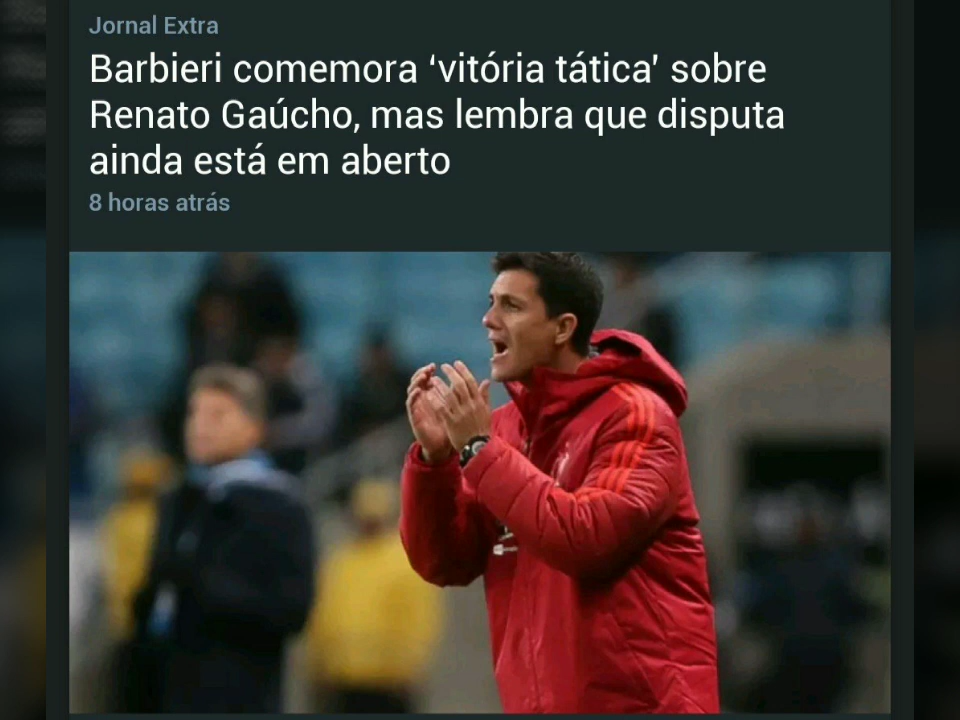 Jornal Extra
Barbieri comemora ‘vitória tática’ sobre
Renato Gaúcho, mas lembra que disputa
ainda está em aberto
8 horas atrás